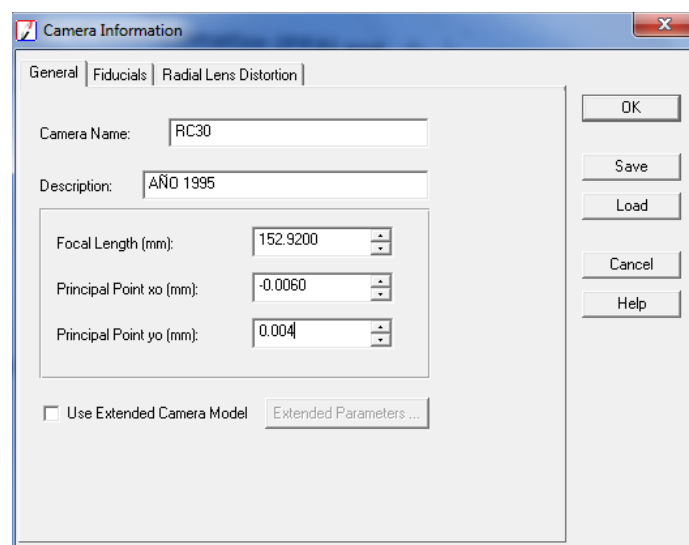 Camera Information
General Fiducials Radial Lens Distortion
Camera Name: RC30
Description: AÑO 1995
Focal Length (mm): 152.9200
Principal Point xo (mm): -0.0060
Principal Point yo (mm): 0.004
Use Extended Camera Model Extended Parameters ...
OK
Save
Load
Cancel
Help